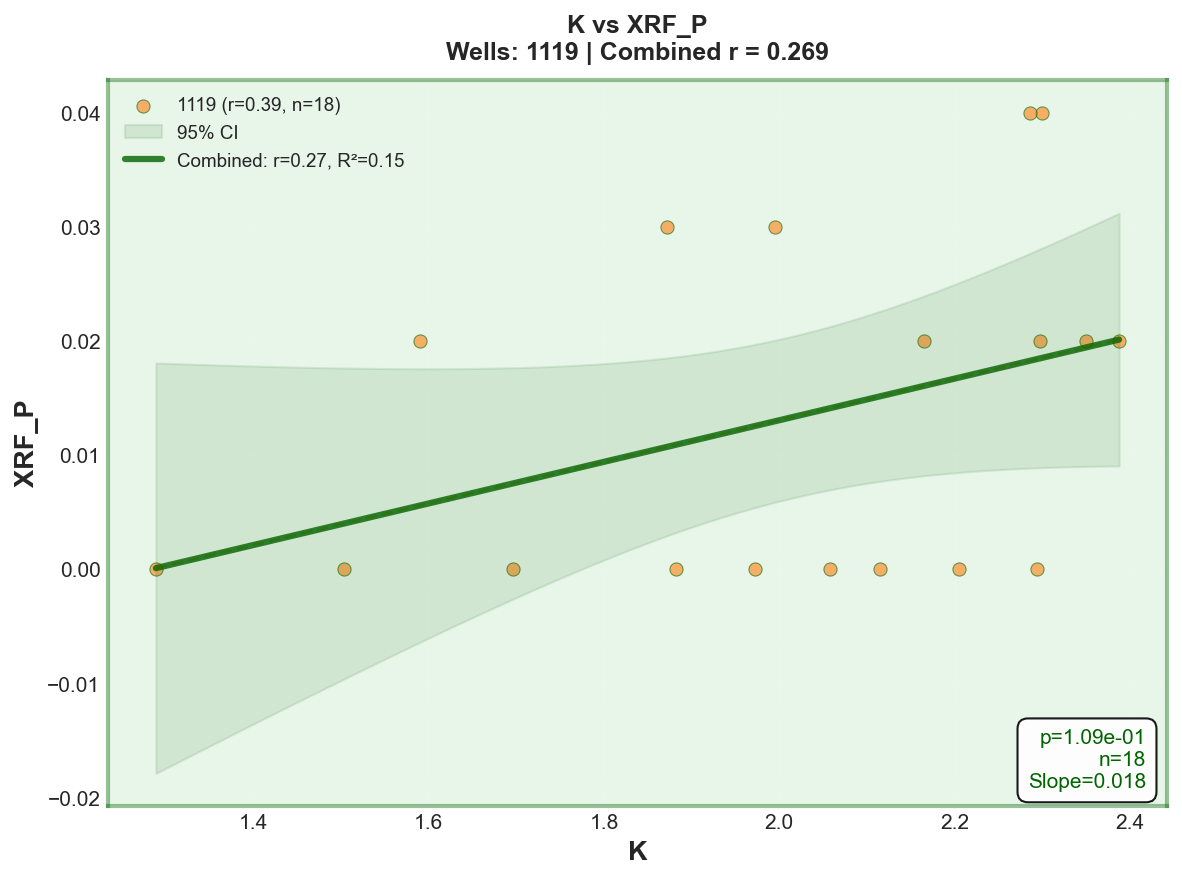 K vs XRF_P
Wells: 1119 | Combined r = 0.269
1119 (r=0.39, n=18)
95% CI
Combined: r=0.27, R²=0.15
0.04
0.03
0.02
0.01
0.00
−0.01
−0.02
XRF_P
p=1.09e-01
n=18
Slope=0.018
1.4 1.6 1.8 2.0 2.2 2.4
K